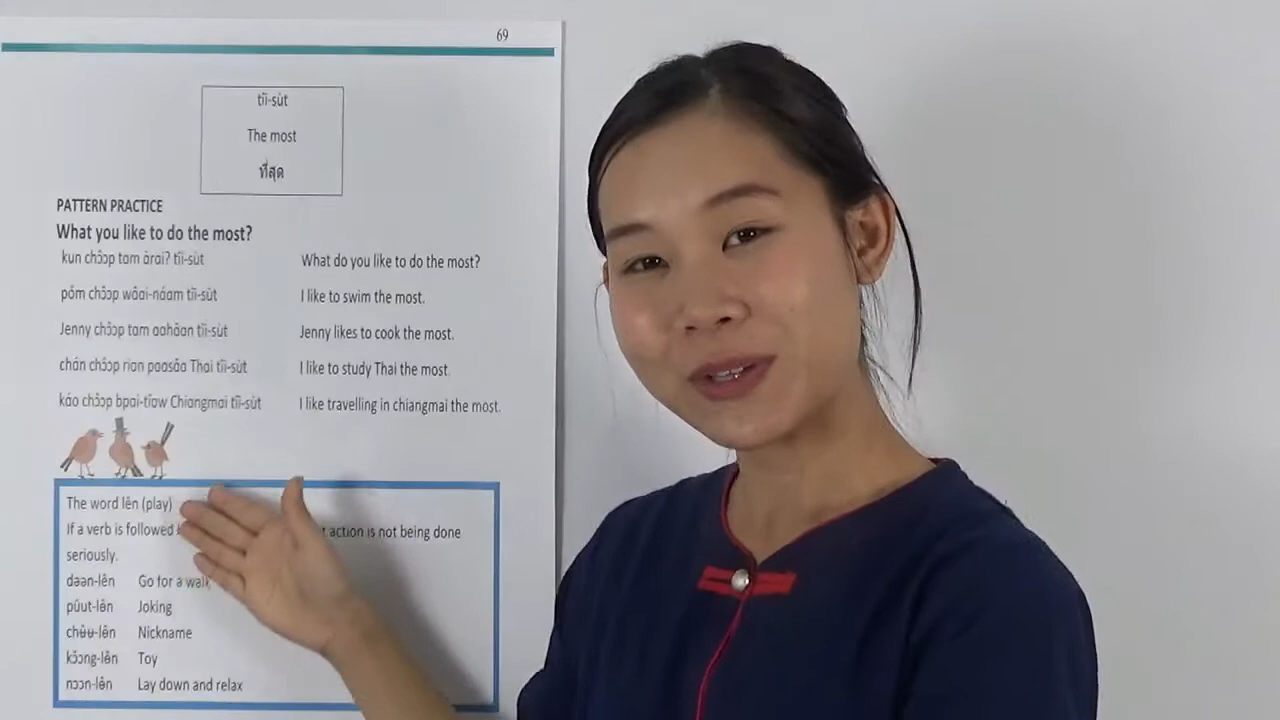 69
tîi-sùt
The most
ที่สุด
PATTERN PRACTICE
What you like to do the most?
kun chɔ̂ɔp tam àrai? tîi-sùt What do you like to do the most?
pǒm chɔ̂ɔp wâai-náam tîi-sùt I like to swim the most.
Jenny chɔ̂ɔp tam aahǎan tîi-sùt Jenny likes to cook the most.
chán chɔ̂ɔp rian paasǎa Thai tîi-sùt I like to study Thai the most.
káo chɔ̂ɔp bpai-tîaw Chiangmai tîi-sùt I like travelling in chiangmai the most.
The word lên (play)
If a verb is followed action is not being done
seriously.
dəən-lên Go for a walk
pûut-lên Joking
chʉ̂ʉ-lên Nickname
kɔ̌ɔng-lên Toy
nɔɔn-lên Lay down and relax